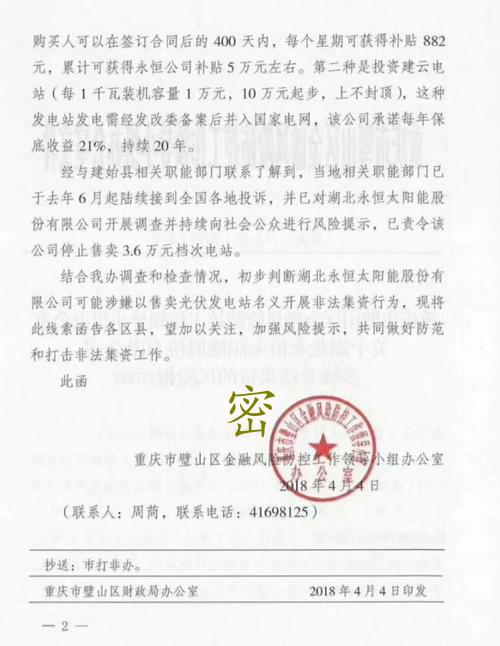 购买人可以在签订合同后的 400 天内，每个星期可获得补贴 882
元，累计可获得永恒公司补贴 5 万元左右。第二种是投资建云电
站（每 1 千瓦装机容量 1 万元，10 万元起步，上不封顶），这种
发电站发电需经发改委备案后并入国家电网，该公司承诺每年保
底收益 21%，持续 20 年。
经与建始县相关职能部门联系了解到，当地相关职能部门已
于去年 6 月起陆续接到全国各地投诉，并已对湖北永恒太阳能股
份有限公司开展调查并持续向社会公众进行风险提示，已责令该
公司停止售卖 3.6 万元档次电站。
结合我办调查和检查情况，初步判断湖北永恒太阳能股份有
限公司可能涉嫌以售卖光伏发电站名义开展非法集资行为，现将
此线索函告各区县，望加以关注，加强风险提示，共同做好防范
和打击非法集资工作。
此函
密
重庆市璧山区金融风险防控工作领导小组办公室
2018 年 4 月 4 日
（联系人：周茼，联系电话：41698125）
抄送：市打非办。
重庆市璧山区财政局办公室 2018 年 4 月 4 日印发
— 2 —